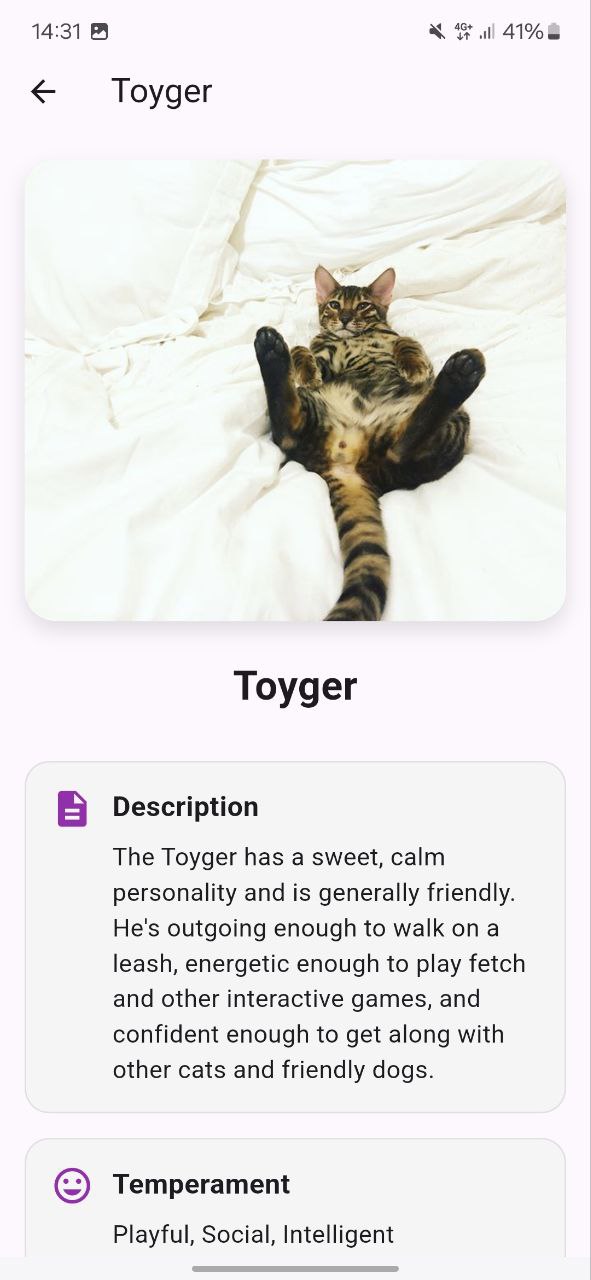 14:31 4G+ 41%
Toyger
Toyger
Description
The Toyger has a sweet, calm
personality and is generally friendly.
He's outgoing enough to walk on a
leash, energetic enough to play fetch
and other interactive games, and
confident enough to get along with
other cats and friendly dogs.
Temperament
Playful, Social, Intelligent